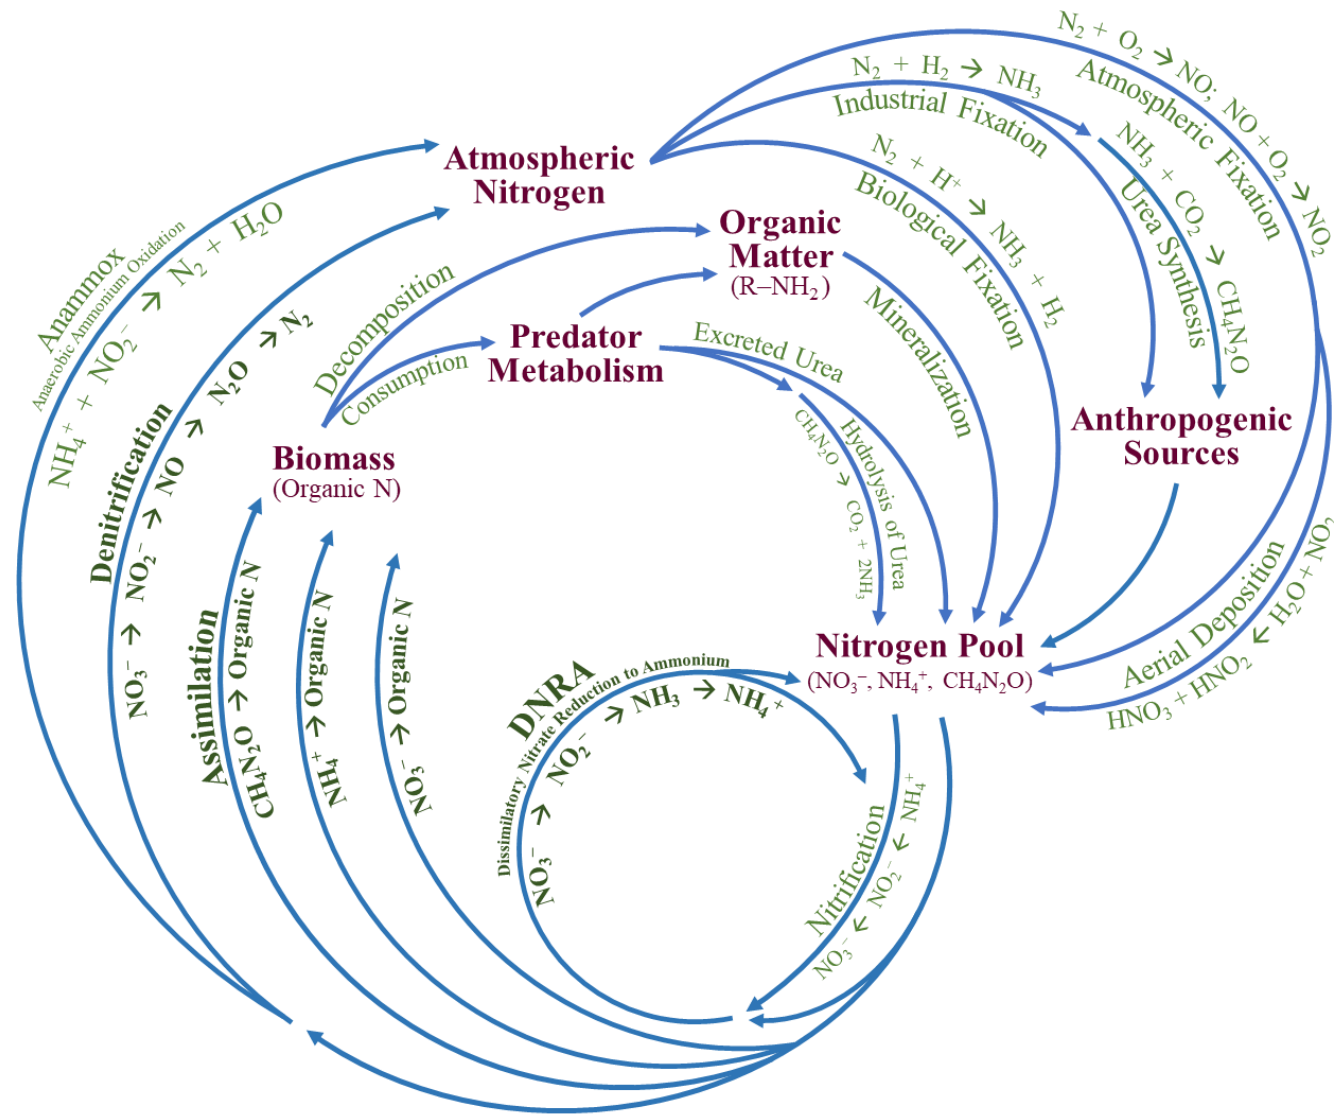 N₂ + O₂ → NO; NO + O₂ → NO₂
Atmospheric Fixation
N₂ + H₂ → NH₃
Industrial Fixation
NH₃ + CO₂ → CH₄N₂O
Urea Synthesis
N₂ + H⁺ → NH₃ + H₂
Biological Fixation
Atmospheric
Nitrogen
Organic
Matter
(R–NH₂)
Mineralization
Anammox
Anaerobic Ammonium Oxidation
NH₄⁺ + NO₂⁻ → N₂ + H₂O
Denitrification
NO₃⁻ → NO₂⁻ → NO → N₂O → N₂
Decomposition
Consumption
Predator
Metabolism
Excreted Urea
Hydrolysis of Urea
CH₄N₂O → CO₂ + 2NH₃
Anthropogenic
Sources
Biomass
(Organic N)
Assimilation
CH₄N₂O → Organic N
NH₄⁺ → Organic N
NO₃⁻ → Organic N
Nitrogen Pool
(NO₃⁻, NH₄⁺, CH₄N₂O)
Aerial Deposition
HNO₃ + HNO₂ ← H₂O + NO₂
DNRA
Dissimilatory Nitrate Reduction to Ammonium
NO₃⁻ → NO₂⁻ → NH₃ → NH₄⁺
Nitrification
NO₃⁻ ← NO₂⁻ ← NH₄⁺